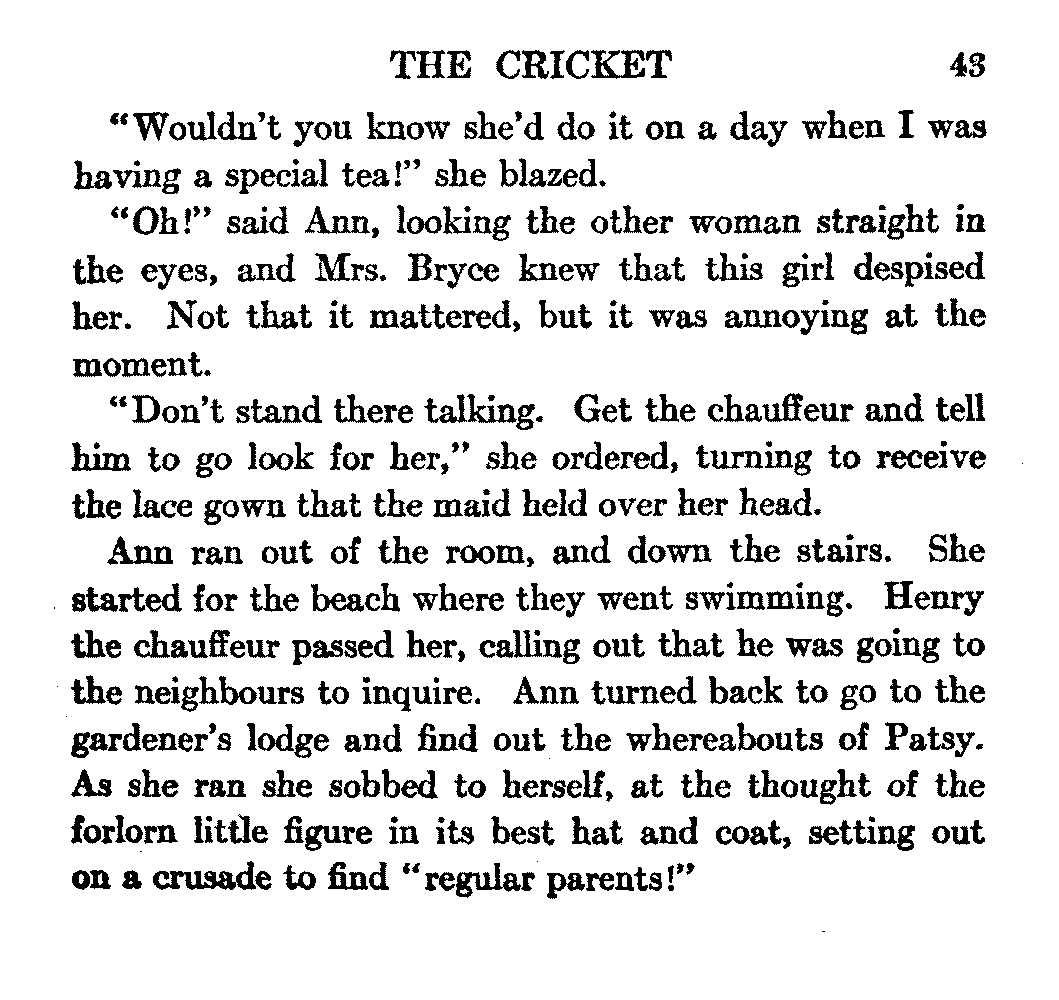 THE CRICKET 43
"Wouldn't you know she'd do it on a day when I was
having a special tea!" she blazed.
"Oh!" said Ann, looking the other woman straight in
the eyes, and Mrs. Bryce knew that this girl despised
her. Not that it mattered, but it was annoying at the
moment.
"Don't stand there talking. Get the chauffeur and tell
him to go look for her," she ordered, turning to receive
the lace gown that the maid held over her head.
Ann ran out of the room, and down the stairs. She
started for the beach where they went swimming. Henry
the chauffeur passed her, calling out that he was going to
the neighbours to inquire. Ann turned back to go to the
gardener's lodge and find out the whereabouts of Patsy.
As she ran she sobbed to herself, at the thought of the
forlorn little figure in its best hat and coat, setting out
on a crusade to find "regular parents!"